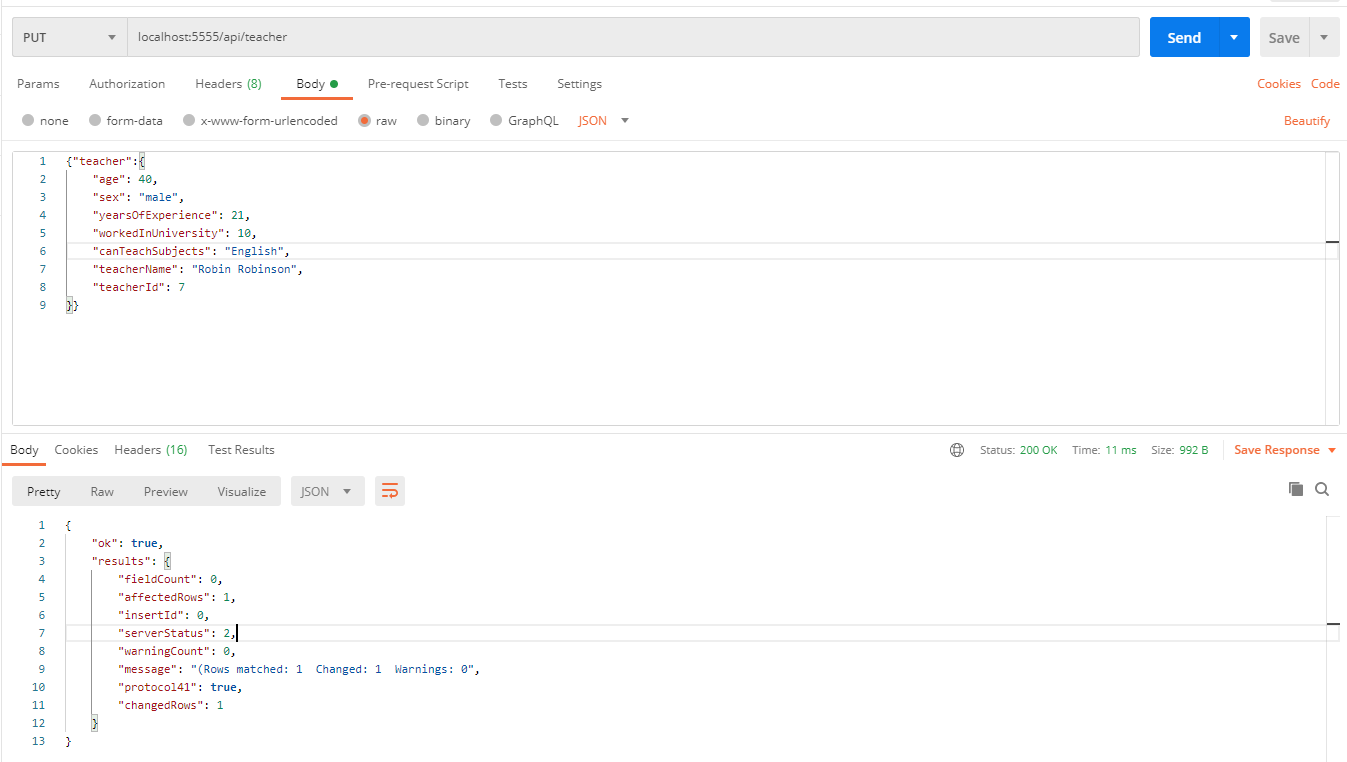 PUT localhost:5555/api/teacher Send Save
Params Authorization Headers (8) Body Pre-request Script Tests Settings Cookies Code
none form-data x-www-form-urlencoded raw binary GraphQL JSON Beautify
1 {"teacher":{
2 "age": 40,
3 "sex": "male",
4 "yearsOfExperience": 21,
5 "workedInUniversity": 10,
6 "canTeachSubjects": "English",
7 "teacherName": "Robin Robinson",
8 "teacherId": 7
9 }}
Body Cookies Headers (16) Test Results Status: 200 OK Time: 11 ms Size: 992 B Save Response
Pretty Raw Preview Visualize JSON
1 {
2 "ok": true,
3 "results": {
4 "fieldCount": 0,
5 "affectedRows": 1,
6 "insertId": 0,
7 "serverStatus": 2,
8 "warningCount": 0,
9 "message": "(Rows matched: 1  Changed: 1  Warnings: 0",
10 "protocol41": true,
11 "changedRows": 1
12 }
13 }